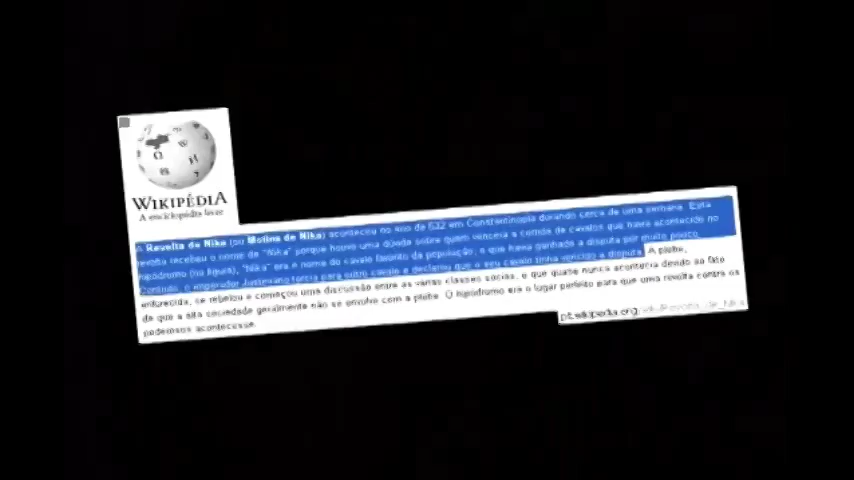 WIKIPÉDIA
A enciclopédia livre
A Revolta de Nika (ou Motins de Nika) aconteceu no ano de 532 em Constantinopla durando cerca de uma semana. Esta
revolta recebeu o nome de "Nika" porque houve uma dúvida sobre quem venceria a corrida de cavalos que havia acontecido no
hipódromo (na figura), "Nika" era o nome do cavalo favorito da população, e que havia ganhado a disputa por muito pouco.
Contudo, o imperador Justiniano torcia para outro cavalo e declarou que o seu cavalo tinha vencido a disputa. A plebe,
enfurecida, se rebelou e começou uma discussão entre as várias classes sociais, e que quase nunca acontecia devido ao fato
de que a alta sociedade geralmente não se envolve com a plebe. O hipódromo era o lugar perfeito para que uma revolta contra os
poderosos acontecesse.
pt.wikipedia.org/wiki/Revolta_de_Nika